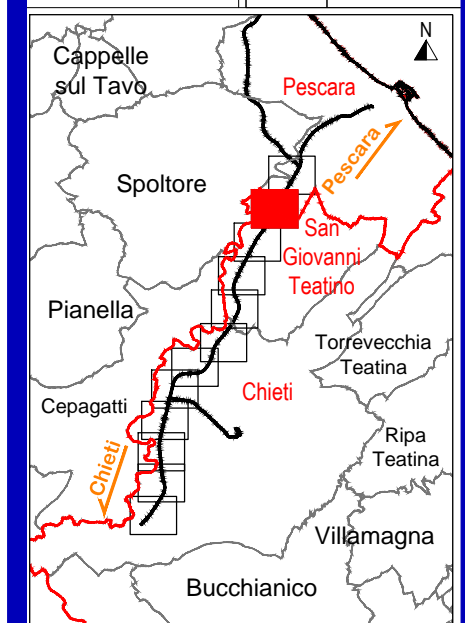 N
Cappelle
sul Tavo
Pescara
Pescara
Spoltore
San
Giovanni
Teatino
Pianella
Torrevecchia
Teatina
Chieti
Cepagatti
Ripa
Teatina
Chieti
Villamagna
Bucchianico